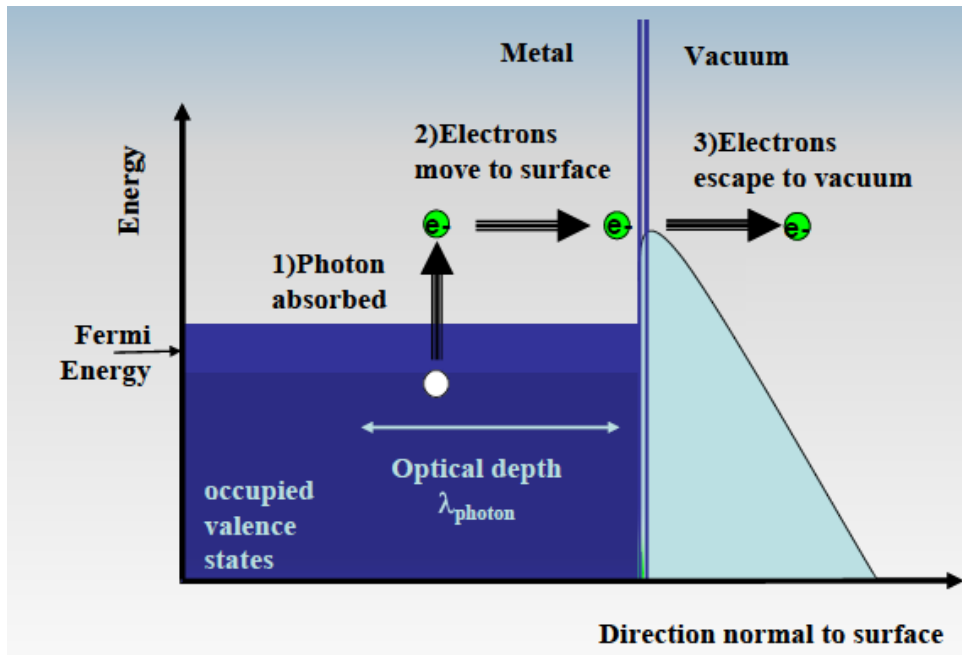 Metal
Vacuum
2)Electrons
move to surface
3)Electrons
escape to vacuum
Energy
e-
e-
e-
1)Photon
absorbed
Fermi
Energy
Optical depth
λphoton
occupied
valence
states
Direction normal to surface